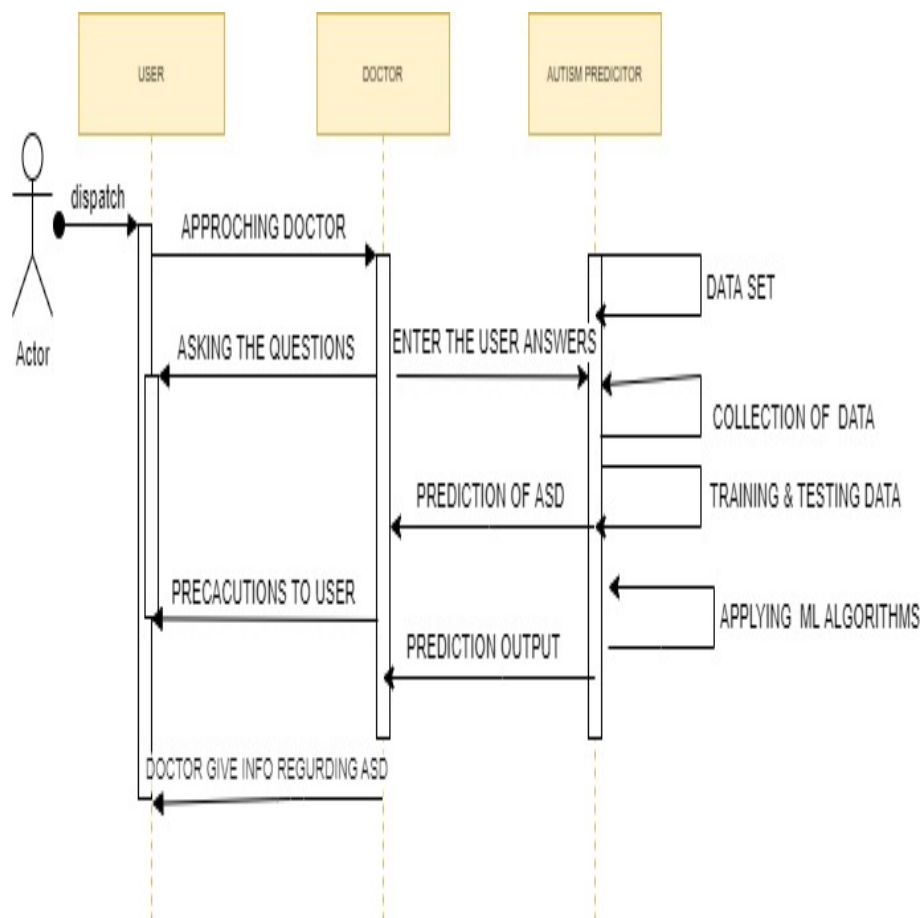 USER
DOCTOR
AUTISM PREDICITOR
dispatch
APPROCHING DOCTOR
DATA SET
Actor
ASKING THE QUESTIONS
ENTER THE USER ANSWERS
COLLECTION OF DATA
PREDICTION OF ASD
TRAINING & TESTING DATA
PRECACUTIONS TO USER
APPLYING ML ALGORITHMS
PREDICTION OUTPUT
DOCTOR GIVE INFO REGURDING ASD